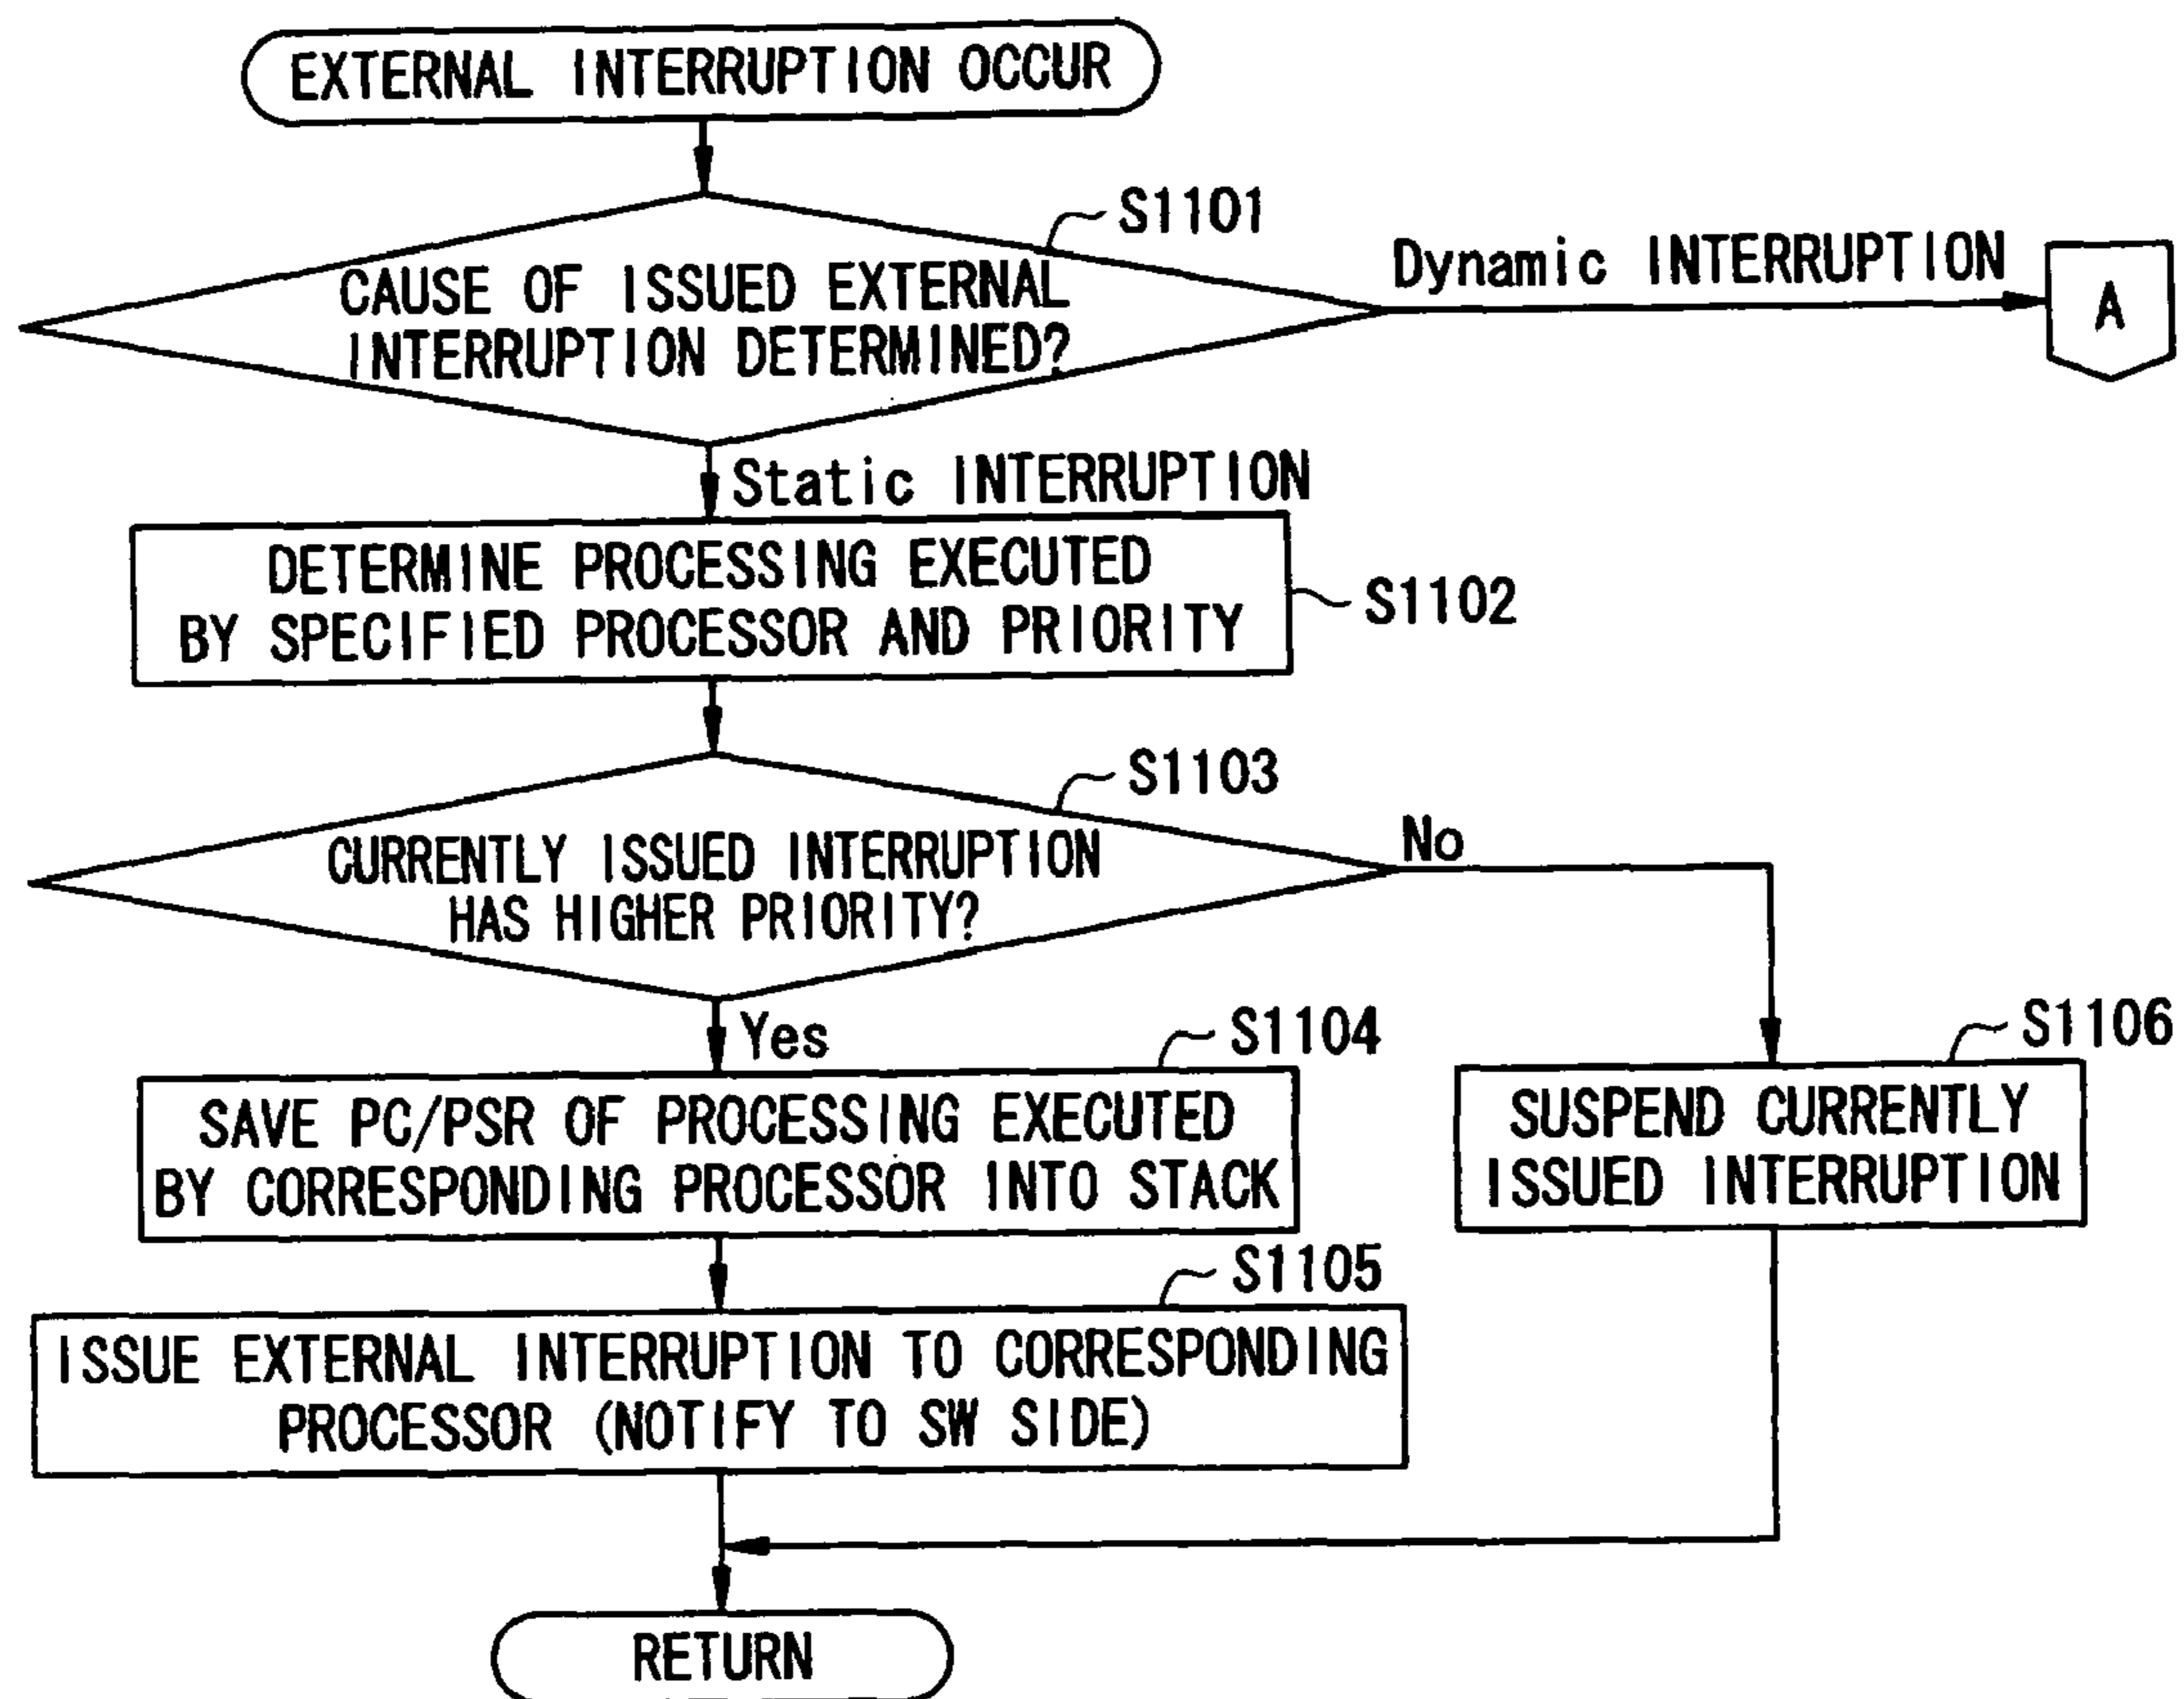 EXTERNAL INTERRUPTION OCCUR
S1101
CAUSE OF ISSUED EXTERNAL
INTERRUPTION DETERMINED?
Dynamic INTERRUPTION
A
Static INTERRUPTION
DETERMINE PROCESSING EXECUTED
BY SPECIFIED PROCESSOR AND PRIORITY
S1102
S1103
CURRENTLY ISSUED INTERRUPTION
HAS HIGHER PRIORITY?
No
Yes
S1104
SAVE PC/PSR OF PROCESSING EXECUTED
BY CORRESPONDING PROCESSOR INTO STACK
S1106
SUSPEND CURRENTLY
ISSUED INTERRUPTION
S1105
ISSUE EXTERNAL INTERRUPTION TO CORRESPONDING
PROCESSOR (NOTIFY TO SW SIDE)
RETURN